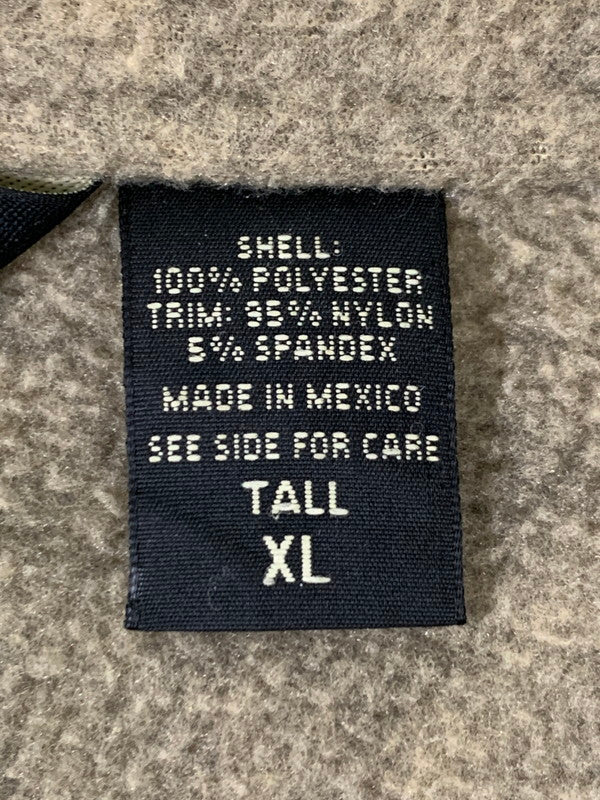 SHELL:
100% POLYESTER
TRIM: 95% NYLON
5% SPANDEX
MADE IN MEXICO
SEE SIDE FOR CARE
TALL
XL